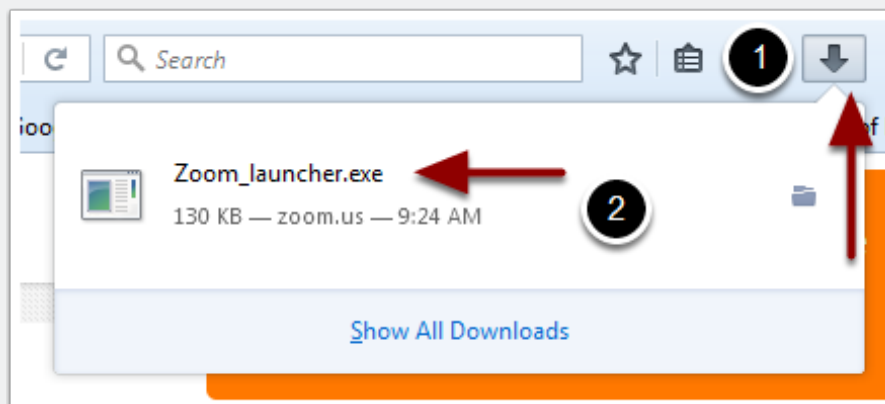 Search
1
Zoom_launcher.exe
130 KB — zoom.us — 9:24 AM
2
Show All Downloads